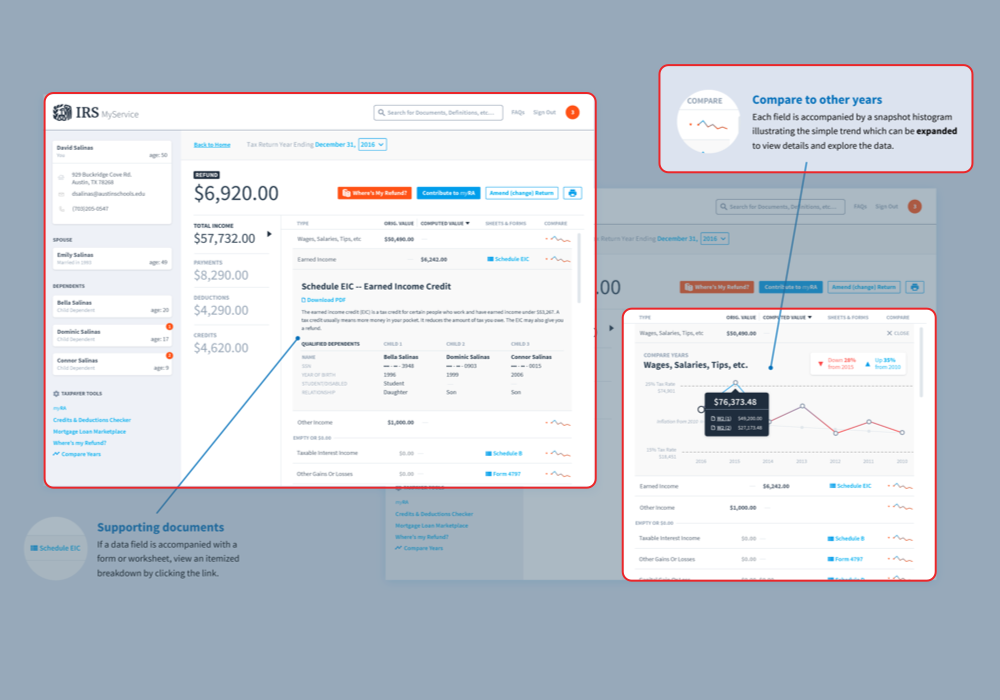 IRS MyService
Search for Documents, Definitions, etc...
FAQs
Sign Out
David Salinas
You
age: 50
929 Buckridge Cove Rd.
Austin, TX 78268
dsalinas@austinschools.edu
(703)205-0547
SPOUSE
Emily Salinas
age: 49
DEPENDENTS
Bella Salinas
Child Dependent
age: 20
Dominic Salinas
Child Dependent
age: 17
Connor Salinas
Child Dependent
age: 9
TAXPAYER TOOLS
myRA
Credits & Deductions Checker
Mortgage Loan Marketplace
Where's my Refund?
Compare Years
Back to Home
Tax Return Year Ending December 31, 2016
REFUND
$6,920.00
Where's My Refund?
Contribute to myRA
Amend (change) Return
TOTAL INCOME
$57,732.00
PAYMENTS
$8,290.00
DEDUCTIONS
$4,290.00
CREDITS
$4,620.00
TYPE ORIG. VALUE COMPUTED VALUE SHEETS & FORMS COMPARE
Wages, Salaries, Tips, etc $50,490.00
Earned Income $6,242.00 Schedule EIC
Schedule EIC -- Earned Income Credit
Download PDF
The earned income credit (EIC) is a tax credit for certain people who work and have earned income under $53,267. A
tax credit usually means more money in your pocket. It reduces the amount of tax you owe. The EIC may also give you
a refund.
QUALIFIED DEPENDENTS CHILD 1 CHILD 2 CHILD 3
NAME Bella Salinas Dominic Salinas Connor Salinas
SSN 3948 0903 0015
YEAR OF BIRTH 1996 1999 2006
STUDENT/DISABLED Student
RELATIONSHIP Daughter Son Son
Other Income $1,000.00
EMPTY OR $0.00
Taxable Interest Income $0.00 Schedule B
Other Gains Or Losses $0.00 Form 4797
Schedule EIC
Supporting documents
If a data field is accompanied with a
form or worksheet, view an itemized
breakdown by clicking the link.
COMPARE
Compare to other years
Each field is accompanied by a snapshot histogram
illustrating the simple trend which can be expanded
to view details and explore the data.
Search for Documents, Definitions, etc...
FAQs
Sign Out
Return Year Ending December 31, 2016
.00
Where's My Refund?
Contribute to myRA
Amend (change) Return
TYPE ORIG. VALUE COMPUTED VALUE SHEETS & FORMS COMPARE
Wages, Salaries, Tips, etc $50,490.00 CLOSE
COMPARE YEARS
Wages, Salaries, Tips, etc.
Down 28%
from 2015
Up 35%
from 2010
25% Tax Rate
$74,901
$76,373.48
W2 (1) $49,200.00
W2 (2) $27,173.48
Inflation from 2015
2016 2015 2014 2013 2012 2011 2010
Earned Income $6,242.00 Schedule EIC
Other Income $1,000.00
EMPTY OR $0.00
Taxable Interest Income $0.00 Schedule B
Other Gains Or Losses $0.00 Form 4797
TAXPAYER TOOLS
myRA
Credits & Deductions Checker
Mortgage Loan Marketplace
Where's my Refund?
Compare Years